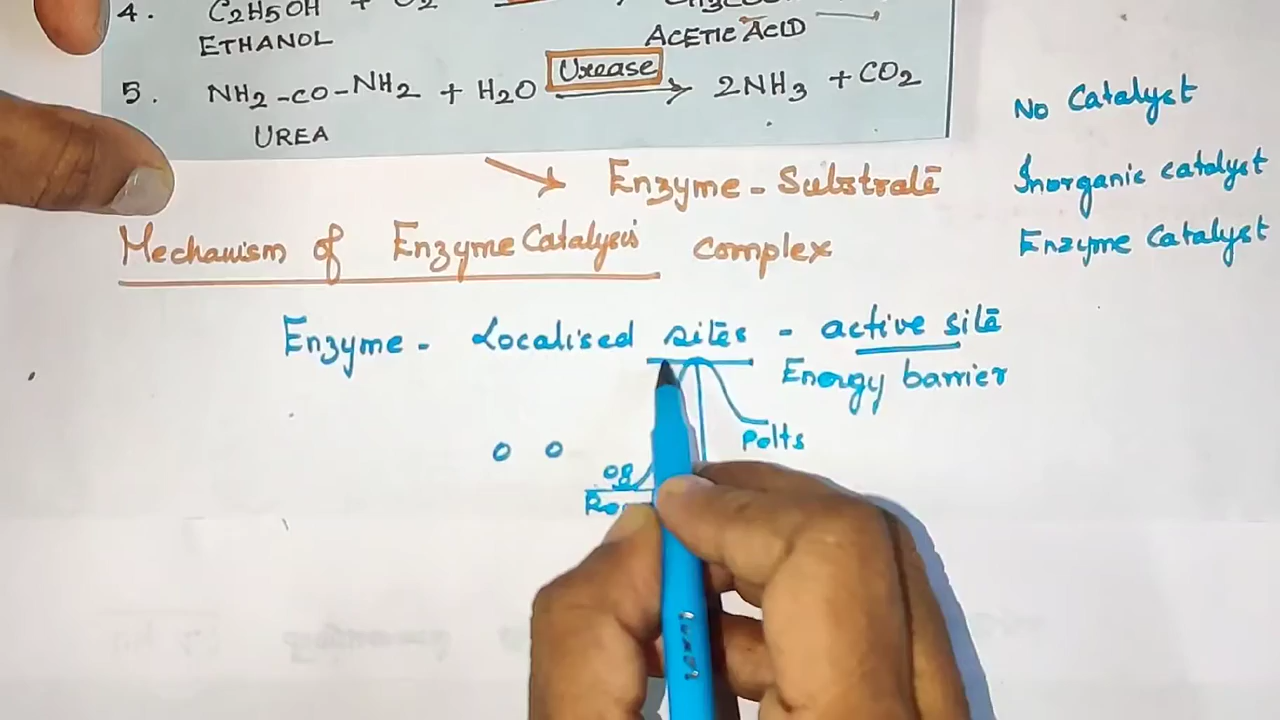 4. C2H5OH + O2
ETHANOL ACETIC ACID
5. NH2-CO-NH2 + H2O Urease 2NH3 + CO2
UREA
No Catalyst
Inorganic catalyst
Enzyme Catalyst
Enzyme - Substrate
complex
Mechanism of Enzyme Catalysis
Enzyme - Localised sites - active site
Energy barrier
Pdts